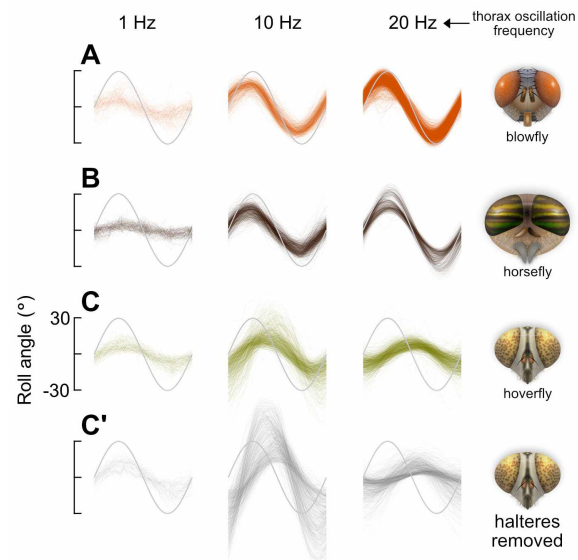 1 Hz 10 Hz 20 Hz thorax oscillation
frequency
A
blowfly
B
horsefly
C
Roll angle (°)
30
-30
hoverfly
C'
halteres
removed